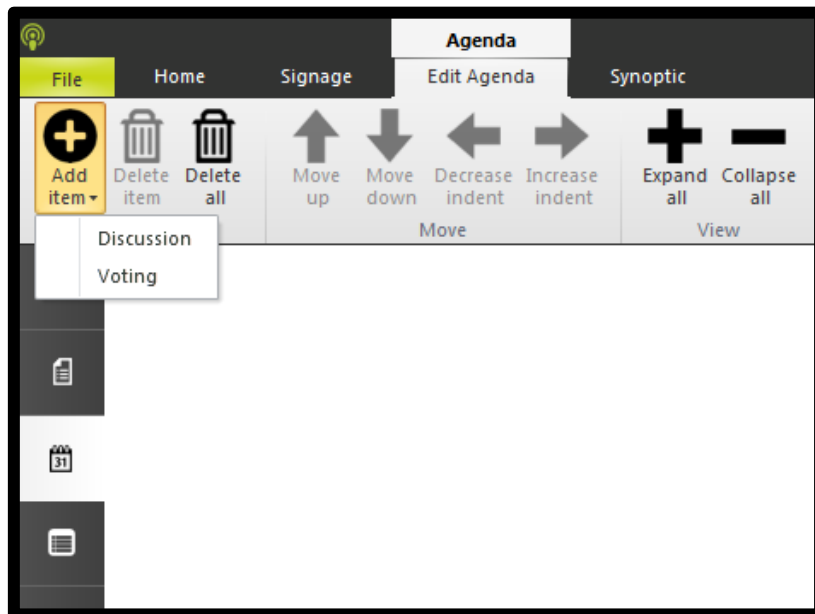 Agenda
File Home Signage Edit Agenda Synoptic
Add item
Delete item
Delete all
Move up
Move down
Decrease indent
Increase indent
Expand all
Collapse all
Move
View
Discussion
Voting
31